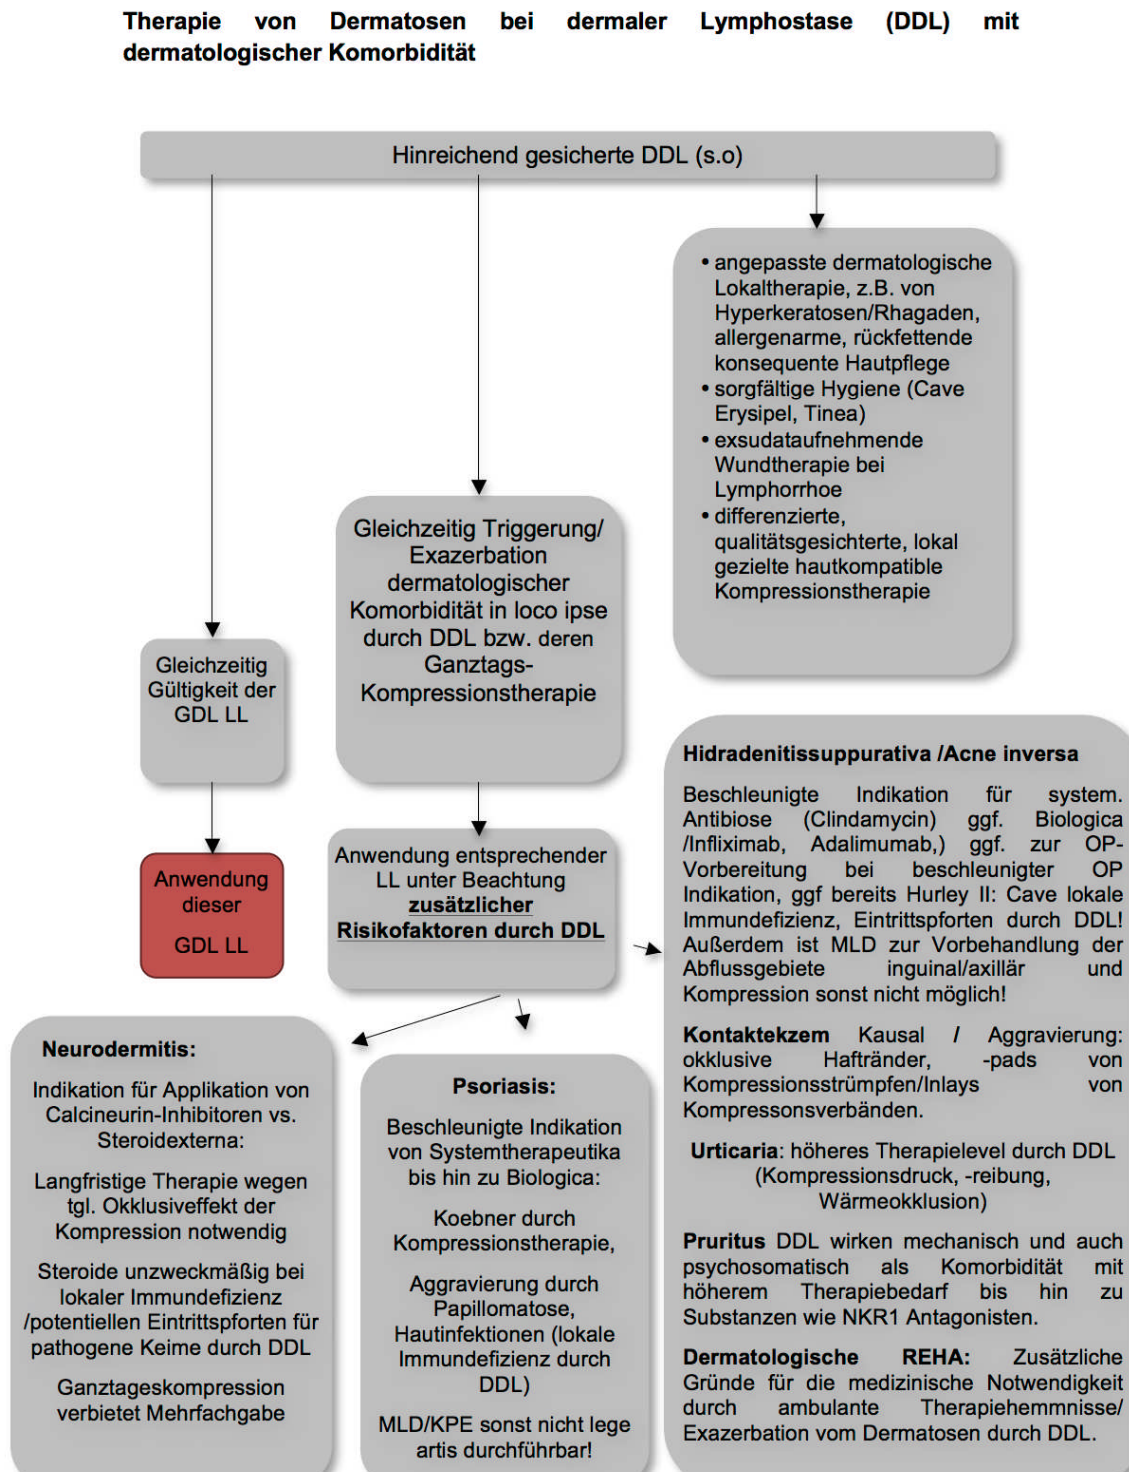 Therapie von Dermatosen bei dermaler Lymphostase (DDL) mit
dermatologischer Komorbidität
Hinreichend gesicherte DDL (s.o)
• angepasste dermatologische
Lokaltherapie, z.B. von
Hyperkeratosen/Rhagaden,
allergenarme, rückfettende
konsequente Hautpflege
• sorgfältige Hygiene (Cave
Erysipel, Tinea)
• exsudataufnehmende
Wundtherapie bei
Lymphorrhoe
• differenzierte,
qualitätsgesichterte, lokal
gezielte hautkompatible
Kompressionstherapie
Gleichzeitig Triggerung/
Exazerbation
dermatologischer
Komorbidität in loco ipse
durch DDL bzw. deren
Ganztags-
Kompressionstherapie
Gleichzeitig
Gültigkeit der
GDL LL
Anwendung
dieser
GDL LL
Anwendung entsprechender
LL unter Beachtung
zusätzlicher
Risikofaktoren durch DDL
Hidradenitissuppurativa /Acne inversa
Beschleunigte Indikation für system.
Antibiose (Clindamycin) ggf. Biologica
/Infliximab, Adalimumab,) ggf. zur OP-
Vorbereitung bei beschleunigter OP
Indikation, ggf bereits Hurley II: Cave lokale
Immundefizienz, Eintrittspforten durch DDL!
Außerdem ist MLD zur Vorbehandlung der
Abflussgebiete inguinal/axillär und
Kompression sonst nicht möglich!
Kontaktekzem Kausal / Aggravierung:
okklusive Haftränder, -pads von
Kompressionsstrümpfen/Inlays von
Kompressonsverbänden.
Urticaria: höheres Therapielevel durch DDL
(Kompressionsdruck, -reibung,
Wärmeokklusion)
Pruritus DDL wirken mechanisch und auch
psychosomatisch als Komorbidität mit
höherem Therapiebedarf bis hin zu
Substanzen wie NKR1 Antagonisten.
Dermatologische REHA: Zusätzliche
Gründe für die medizinische Notwendigkeit
durch ambulante Therapiehemmnisse/
Exazerbation vom Dermatosen durch DDL.
Neurodermitis:
Indikation für Applikation von
Calcineurin-Inhibitoren vs.
Steroidexterna:
Langfristige Therapie wegen
tgl. Okklusiveffekt der
Kompression notwendig
Steroide unzweckmäßig bei
lokaler Immundefizienz
/potentiellen Eintrittspforten für
pathogene Keime durch DDL
Ganztageskompression
verbietet Mehrfachgabe
Psoriasis:
Beschleunigte Indikation
von Systemtherapeutika
bis hin zu Biologica:
Koebner durch
Kompressionstherapie,
Aggravierung durch
Papillomatose,
Hautinfektionen (lokale
Immundefizienz durch
DDL)
MLD/KPE sonst nicht lege
artis durchführbar!